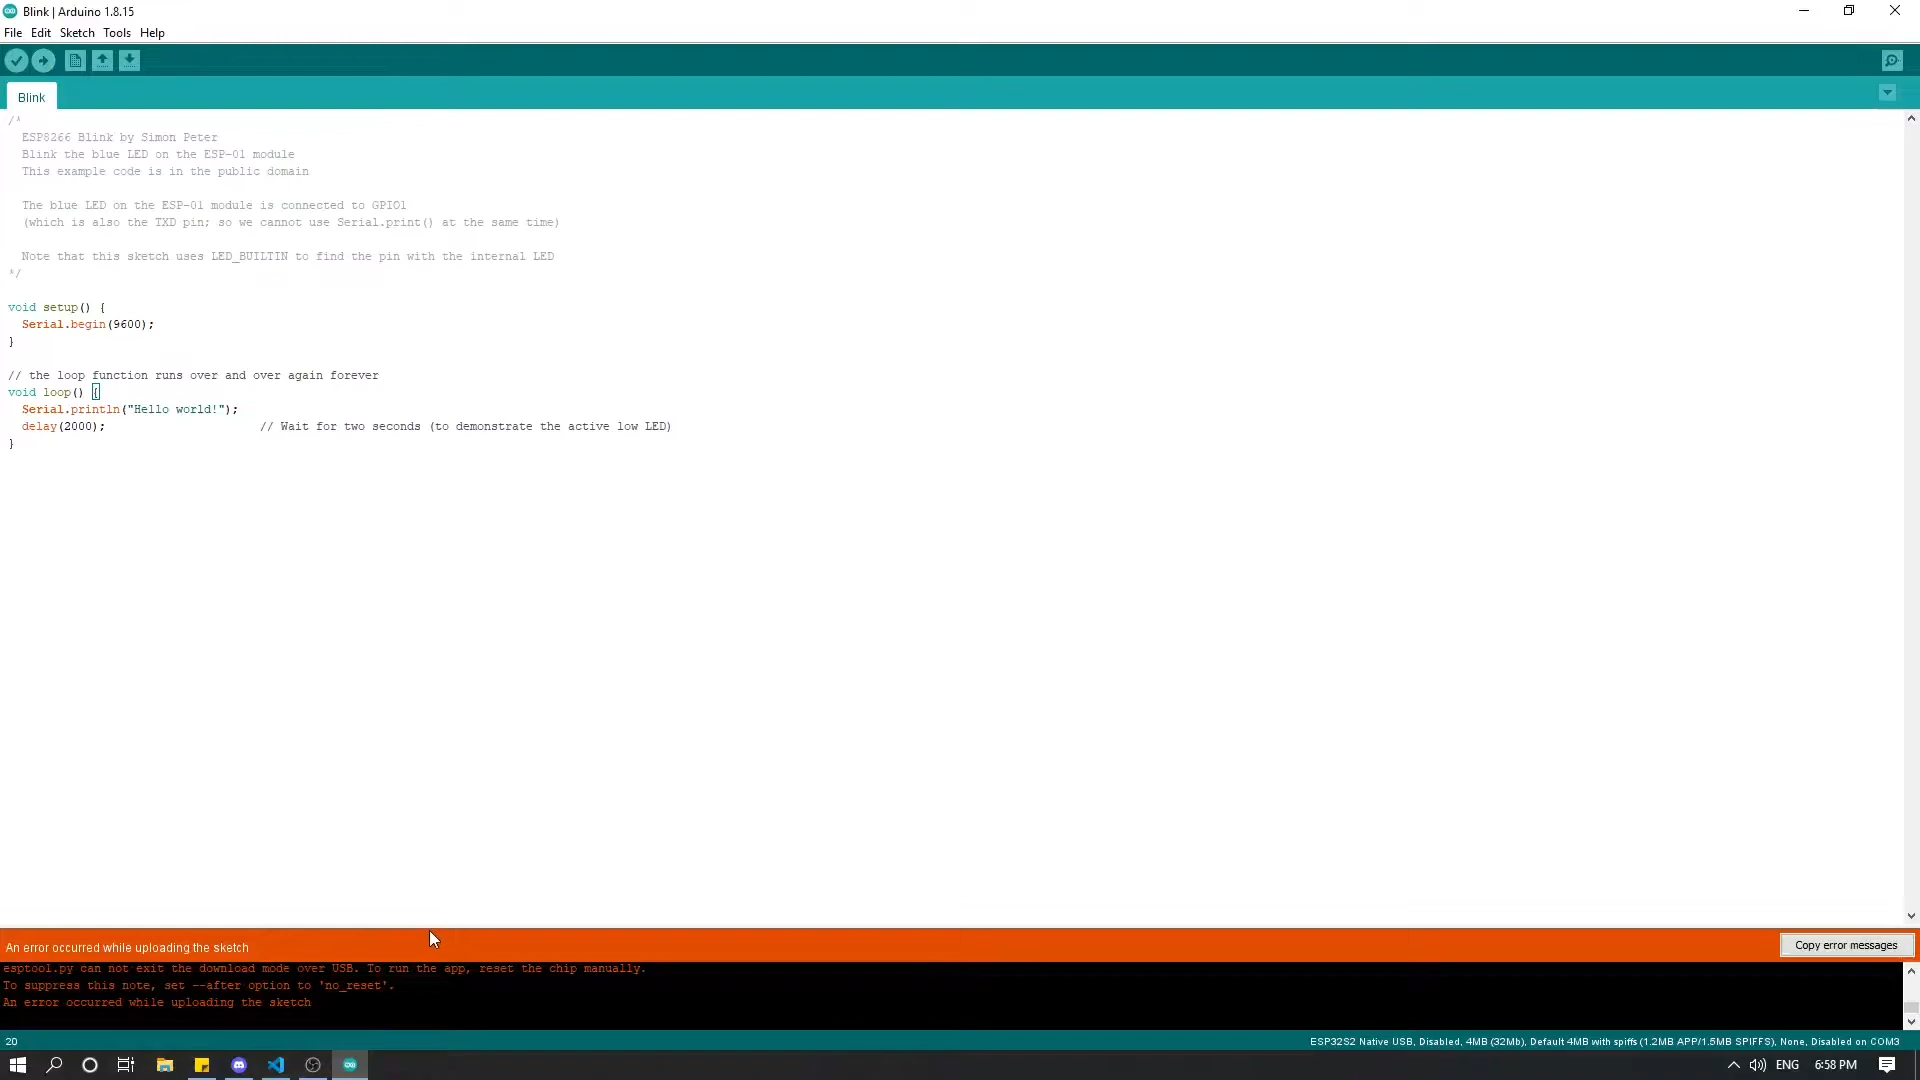 Blink | Arduino 1.8.15
File Edit Sketch Tools Help
Blink
/*
ESP8266 Blink by Simon Peter
Blink the blue LED on the ESP-01 module
This example code is in the public domain
The blue LED on the ESP-01 module is connected to GPIO1
(which is also the TXD pin; so we cannot use Serial.print() at the same time)
Note that this sketch uses LED_BUILTIN to find the pin with the internal LED
*/
void setup() {
Serial.begin(9600);
}
// the loop function runs over and over again forever
void loop() {
Serial.println("Hello world!");
delay(2000); // Wait for two seconds (to demonstrate the active low LED)
}
An error occurred while uploading the sketch
Copy error messages
esptool.py can not exit the download mode over USB. To run the app, reset the chip manually.
To suppress this note, set --after option to 'no_reset'.
An error occurred while uploading the sketch
20
ESP32S2 Native USB, Disabled, 4MB (32Mb), Default 4MB with spiffs (1.2MB APP/1.5MB SPIFFS), None, Disabled on COM3
ENG
6:58 PM